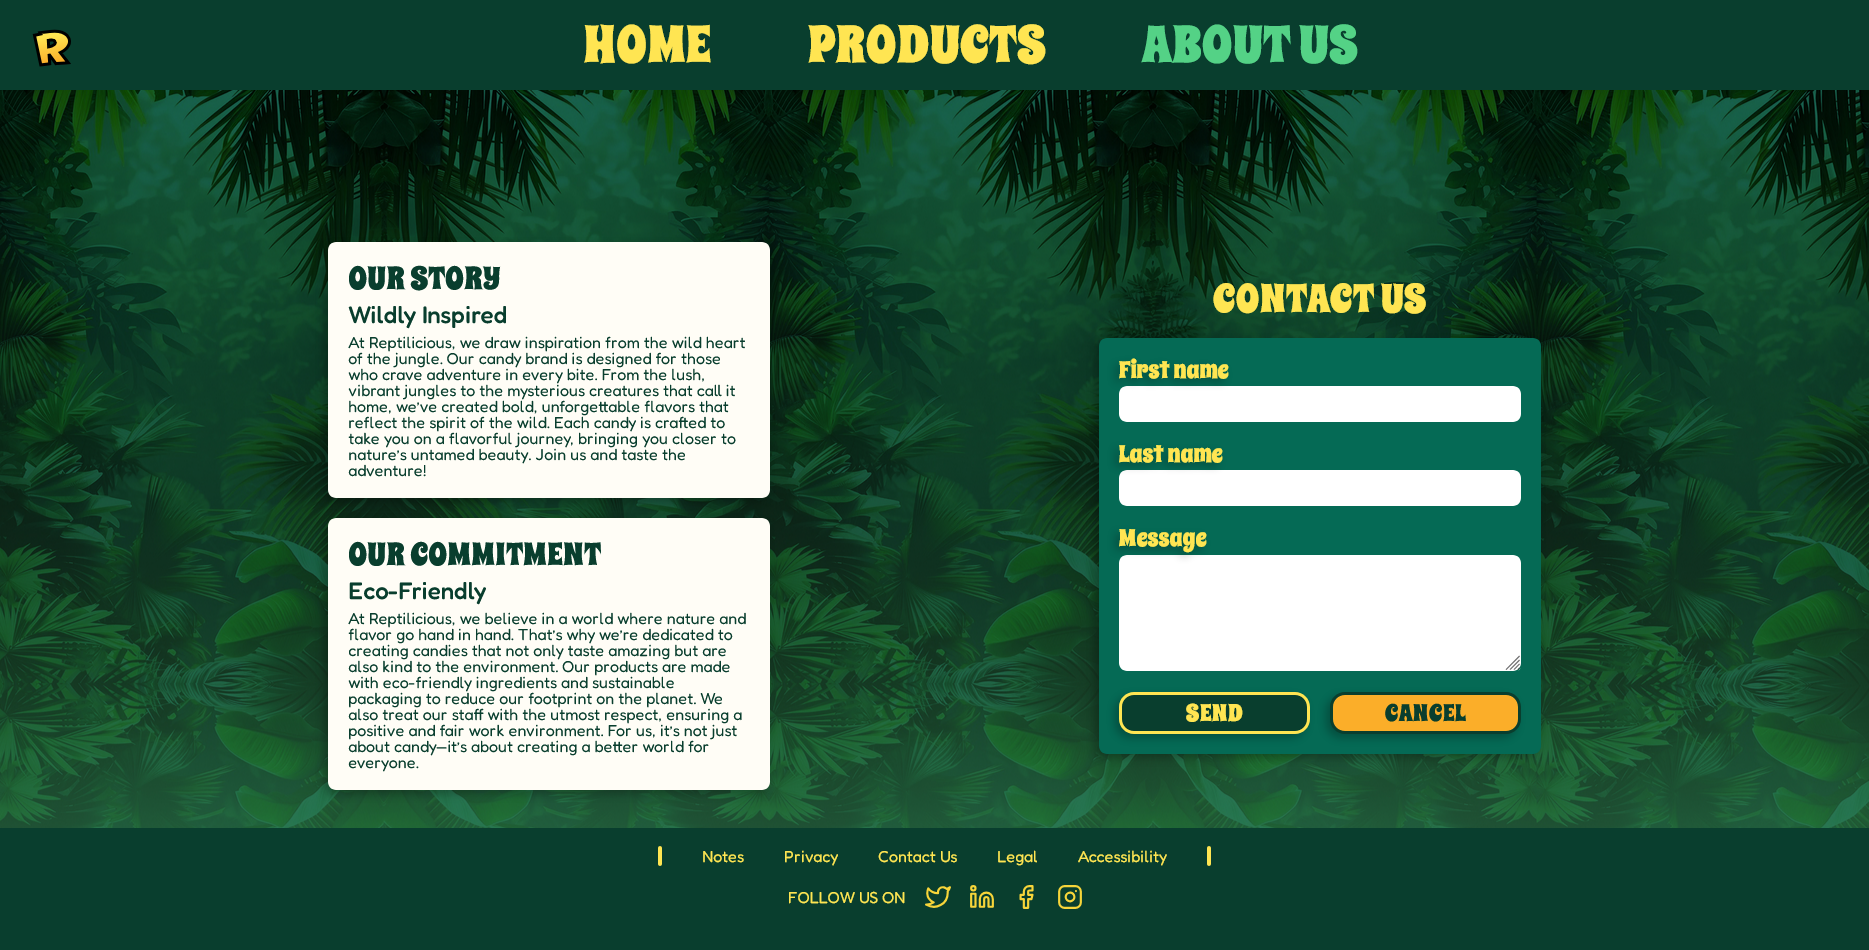 R
HOME PRODUCTS ABOUT US
OUR STORY
Wildly Inspired
At Reptilicious, we draw inspiration from the wild heart
of the jungle. Our candy brand is designed for those
who crave adventure in every bite. From the lush,
vibrant jungles to the mysterious creatures that call it
home, we've created bold, unforgettable flavors that
reflect the spirit of the wild. Each candy is crafted to
take you on a flavorful journey, bringing you closer to
nature's untamed beauty. Join us and taste the
adventure!
OUR COMMITMENT
Eco-Friendly
At Reptilicious, we believe in a world where nature and
flavor go hand in hand. That's why we're dedicated to
creating candies that not only taste amazing but are
also kind to the environment. Our products are made
with eco-friendly ingredients and sustainable
packaging to reduce our footprint on the planet. We
also treat our staff with the utmost respect, ensuring a
positive and fair work environment. For us, it's not just
about candy—it's about creating a better world for
everyone.
CONTACT US
First name
Last name
Message
SEND CANCEL
Notes Privacy Contact Us Legal Accessibility
FOLLOW US ON